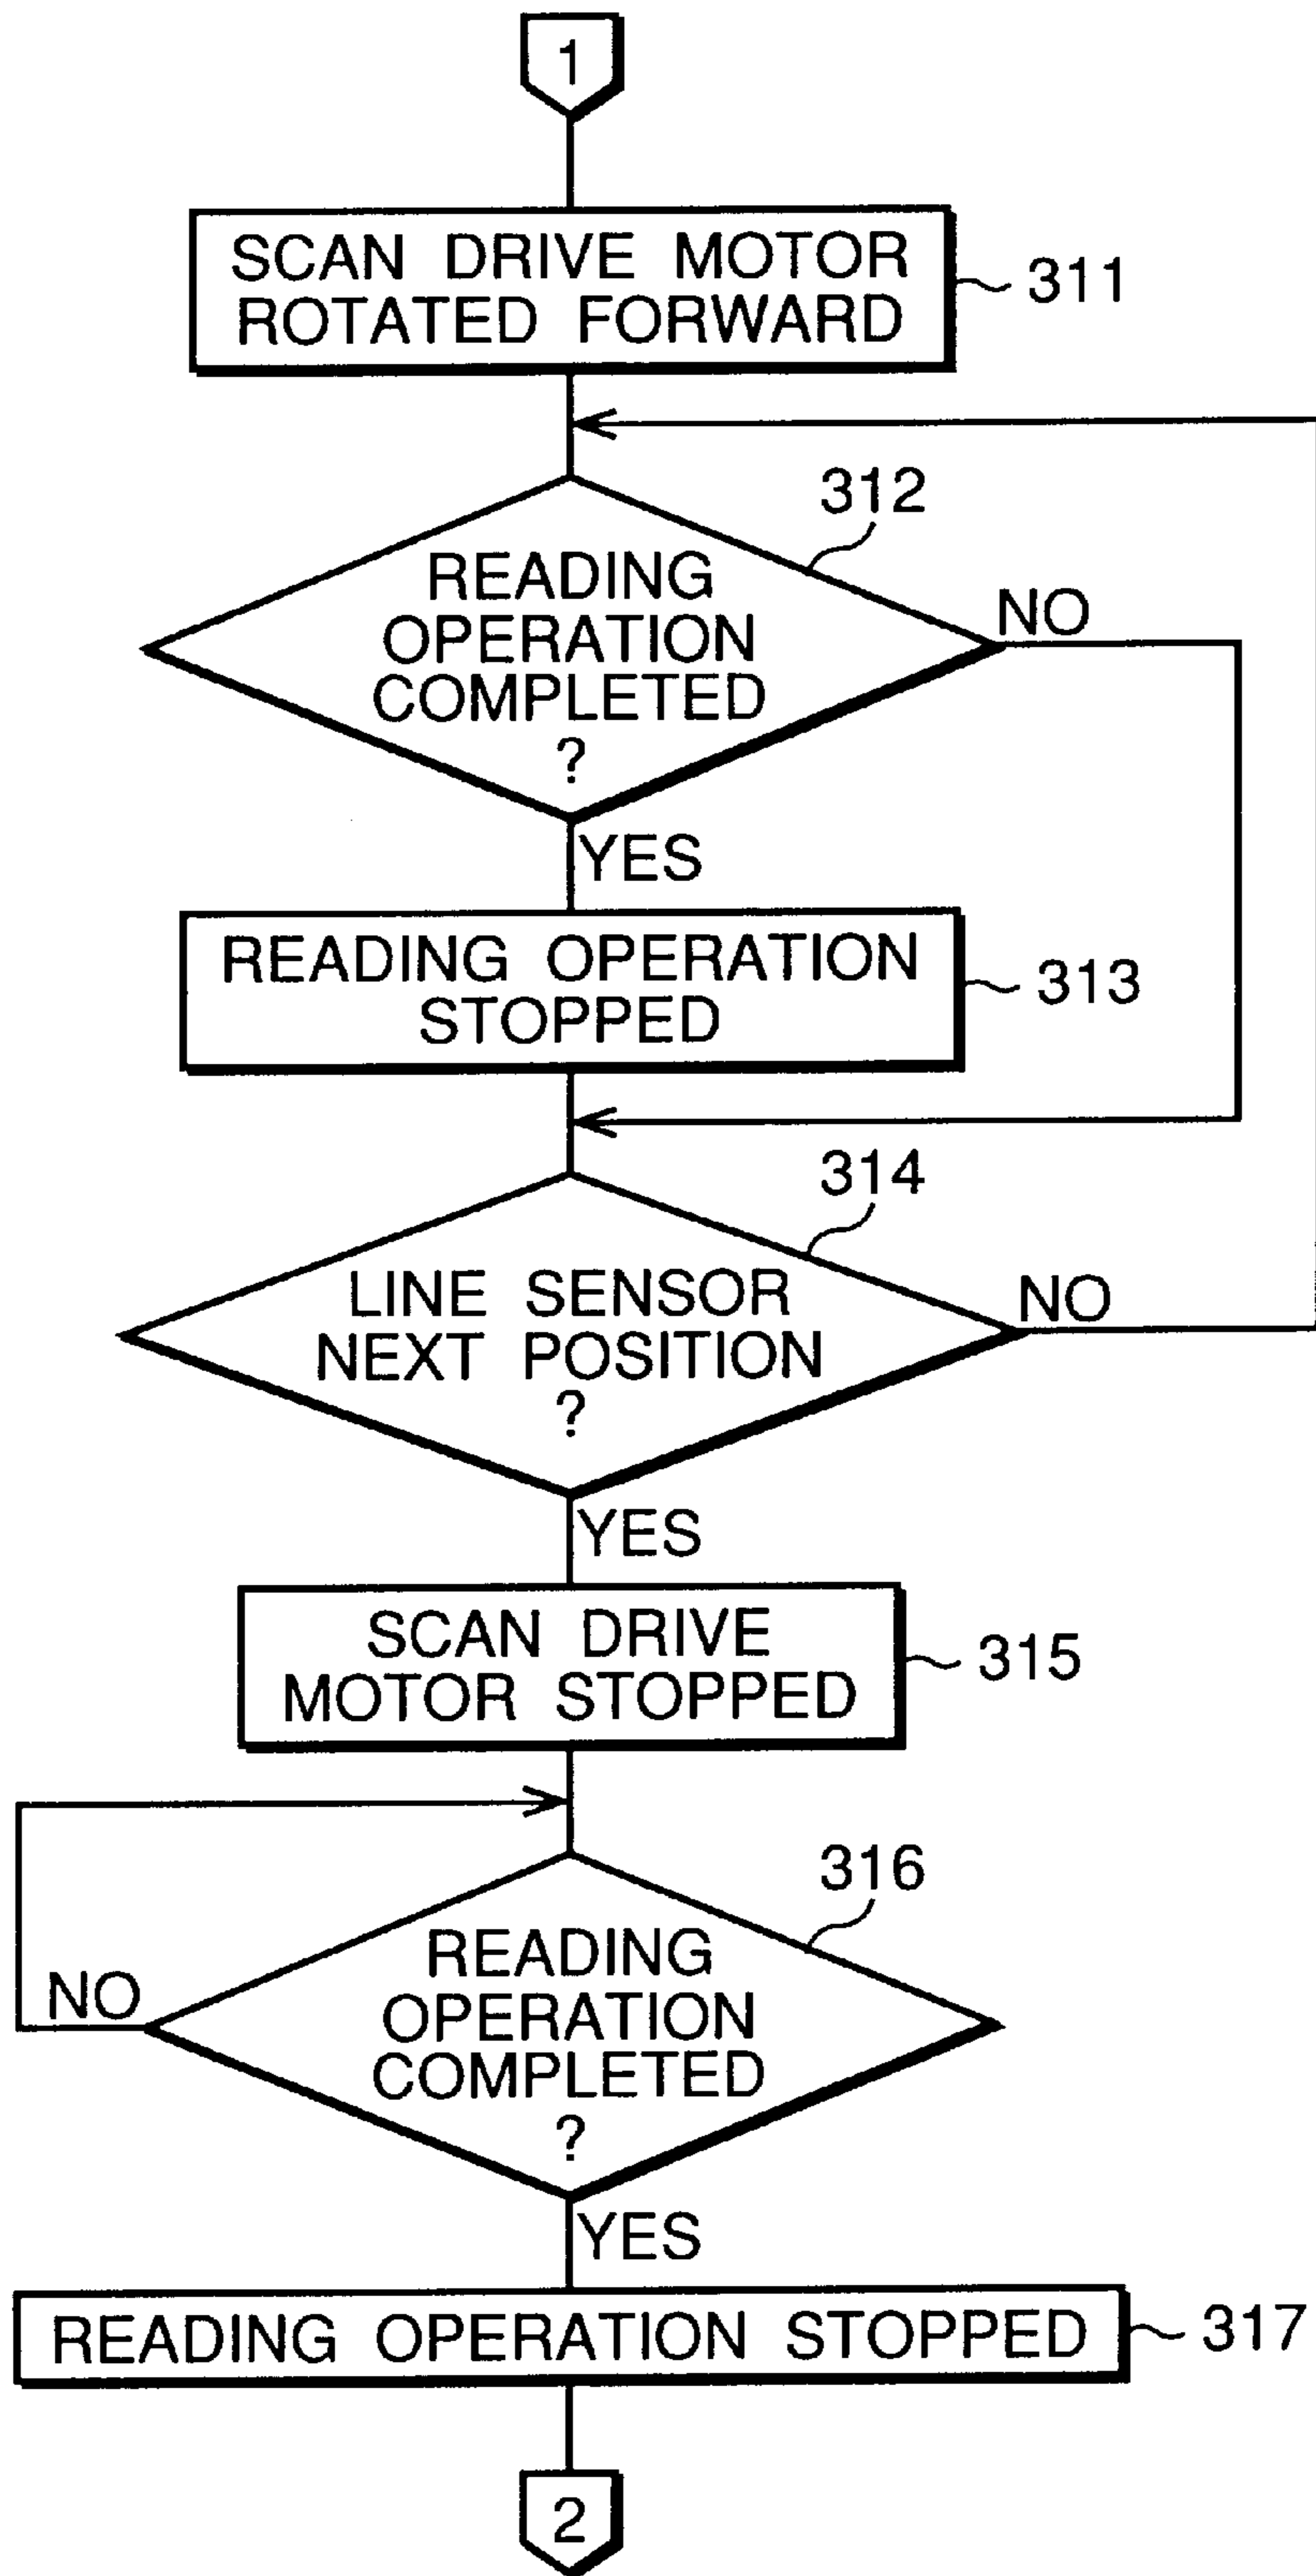 1
SCAN DRIVE MOTOR
ROTATED FORWARD
311
312
READING
OPERATION
COMPLETED
?
NO
YES
READING OPERATION
STOPPED
313
314
LINE SENSOR
NEXT POSITION
?
NO
YES
SCAN DRIVE
MOTOR STOPPED
315
316
READING
OPERATION
COMPLETED
?
NO
YES
READING OPERATION STOPPED
317
2